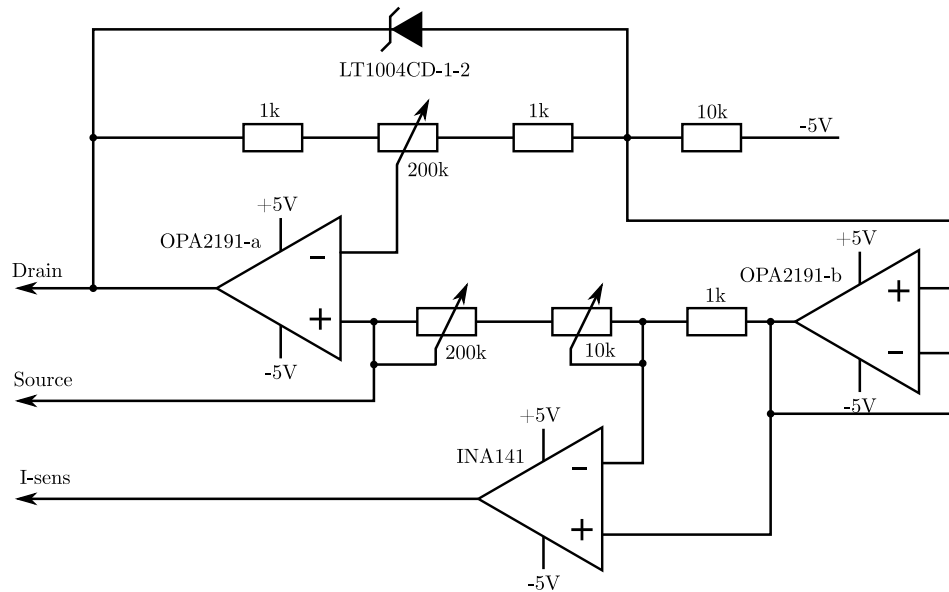 LT1004CD-1-2
1k
200k
1k
10k
-5V
+5V
OPA2191-a
-
+
-5V
Drain
+5V
OPA2191-b
+
-
-5V
200k
10k
1k
Source
+5V
INA141
-
+
-5V
I-sens